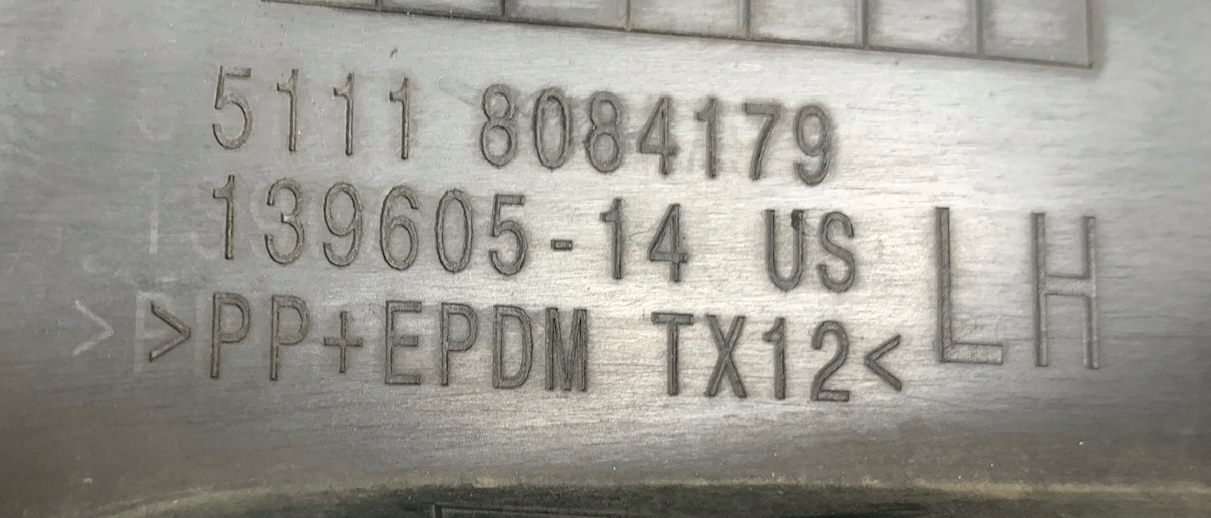 5111 8084179
139605-14 US
>PP+EPDM TX12<
LH